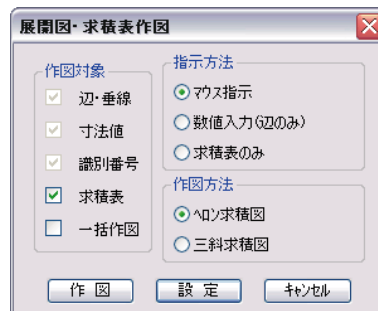 展開図・求積表作図
作図対象
辺・垂線
寸法値
識別番号
求積表
一括作図
指示方法
マウス指示
数値入力(辺のみ)
求積表のみ
作図方法
ヘロン求積図
三斜求積図
作 図
設 定
キャンセル